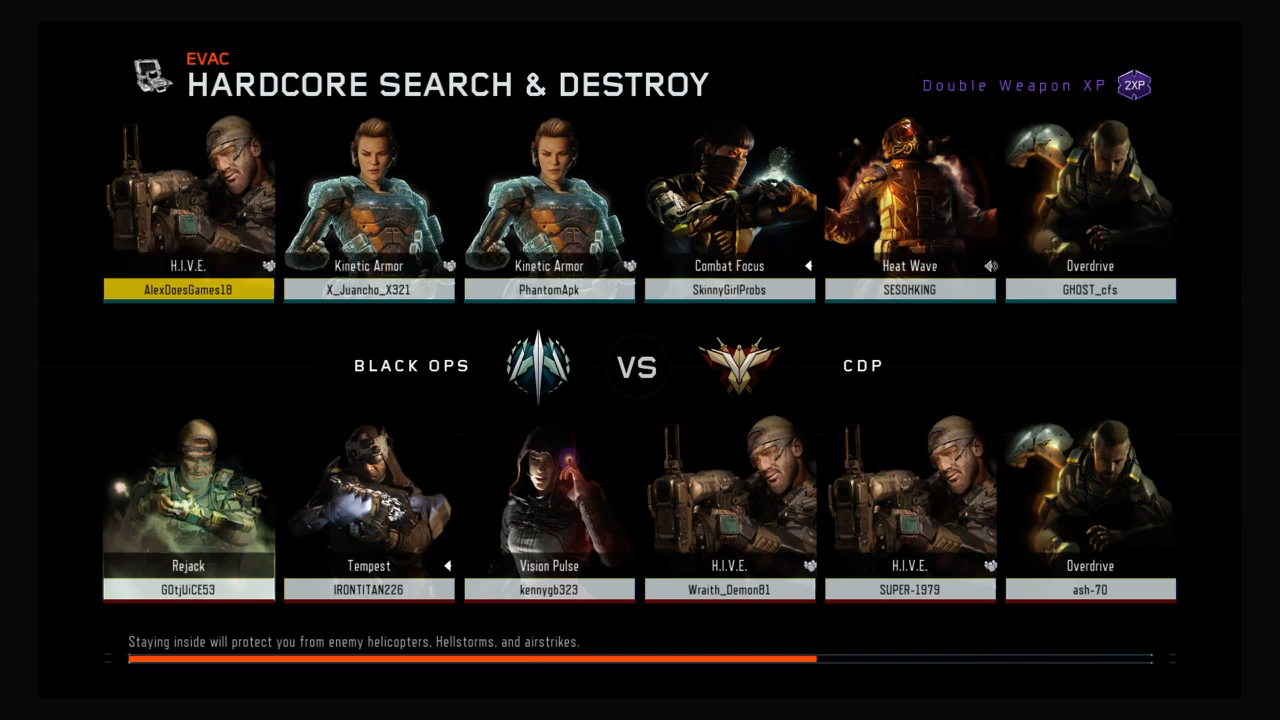 EVAC
HARDCORE SEARCH & DESTROY
Double Weapon XP 2XP
H.I.V.E. Kinetic Armor Kinetic Armor Combat Focus Heat Wave Overdrive
AlexDoesGames18 X_Juancho_X321 PhantomApk SkinnyGirlProbs SESOHKING GHOST_cfs
BLACK OPS VS CDP
Rejack Tempest Vision Pulse H.I.V.E. H.I.V.E. Overdrive
GOtjUiCE53 IRONTITAN226 kennygb323 Wraith_Demon81 SUPER-1979 ash-70
Staying inside will protect you from enemy helicopters, Hellstorms, and airstrikes.